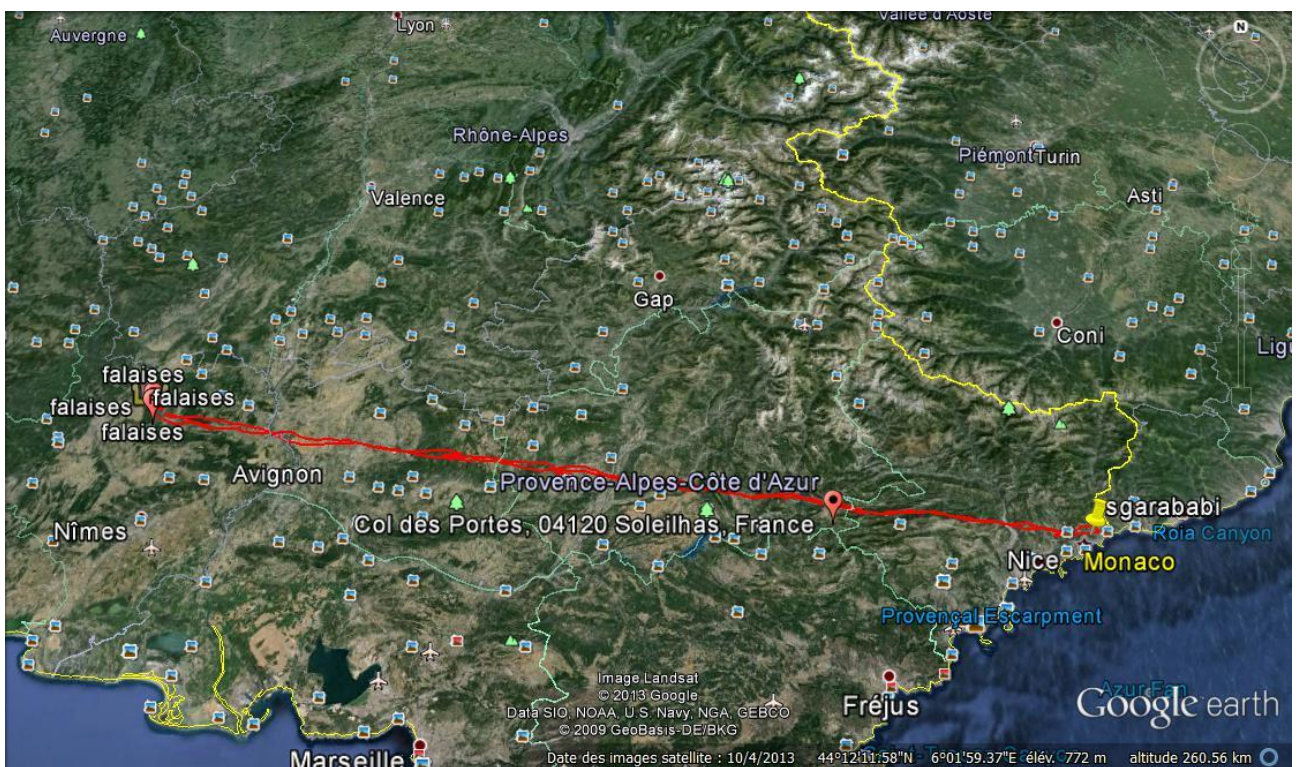 Vallée d'Aoste
Lyon
Auvergne
N
Rhône-Alpes
Piémont Turin
Valence
Asti
Gap
Coni
falaises
falaises falaises
falaises
Avignon
Provence-Alpes-Côte d'Azur
Col des Portes, 04120 Soleilhas, France
sgarababi
Nîmes
Roia Canyon
Nice Monaco
Provençal Escarpment
Image Landsat
© 2013 Google
Data SIO, NOAA, U.S. Navy, NGA, GEBCO
© 2009 GeoBasis-DE/BKG
Fréjus
Azur Fan
Google earth
Marseille
Date des images satellite : 10/4/2013 44°12'11.58"N 6°01'59.37"E élév. 772 m altitude 260.56 km